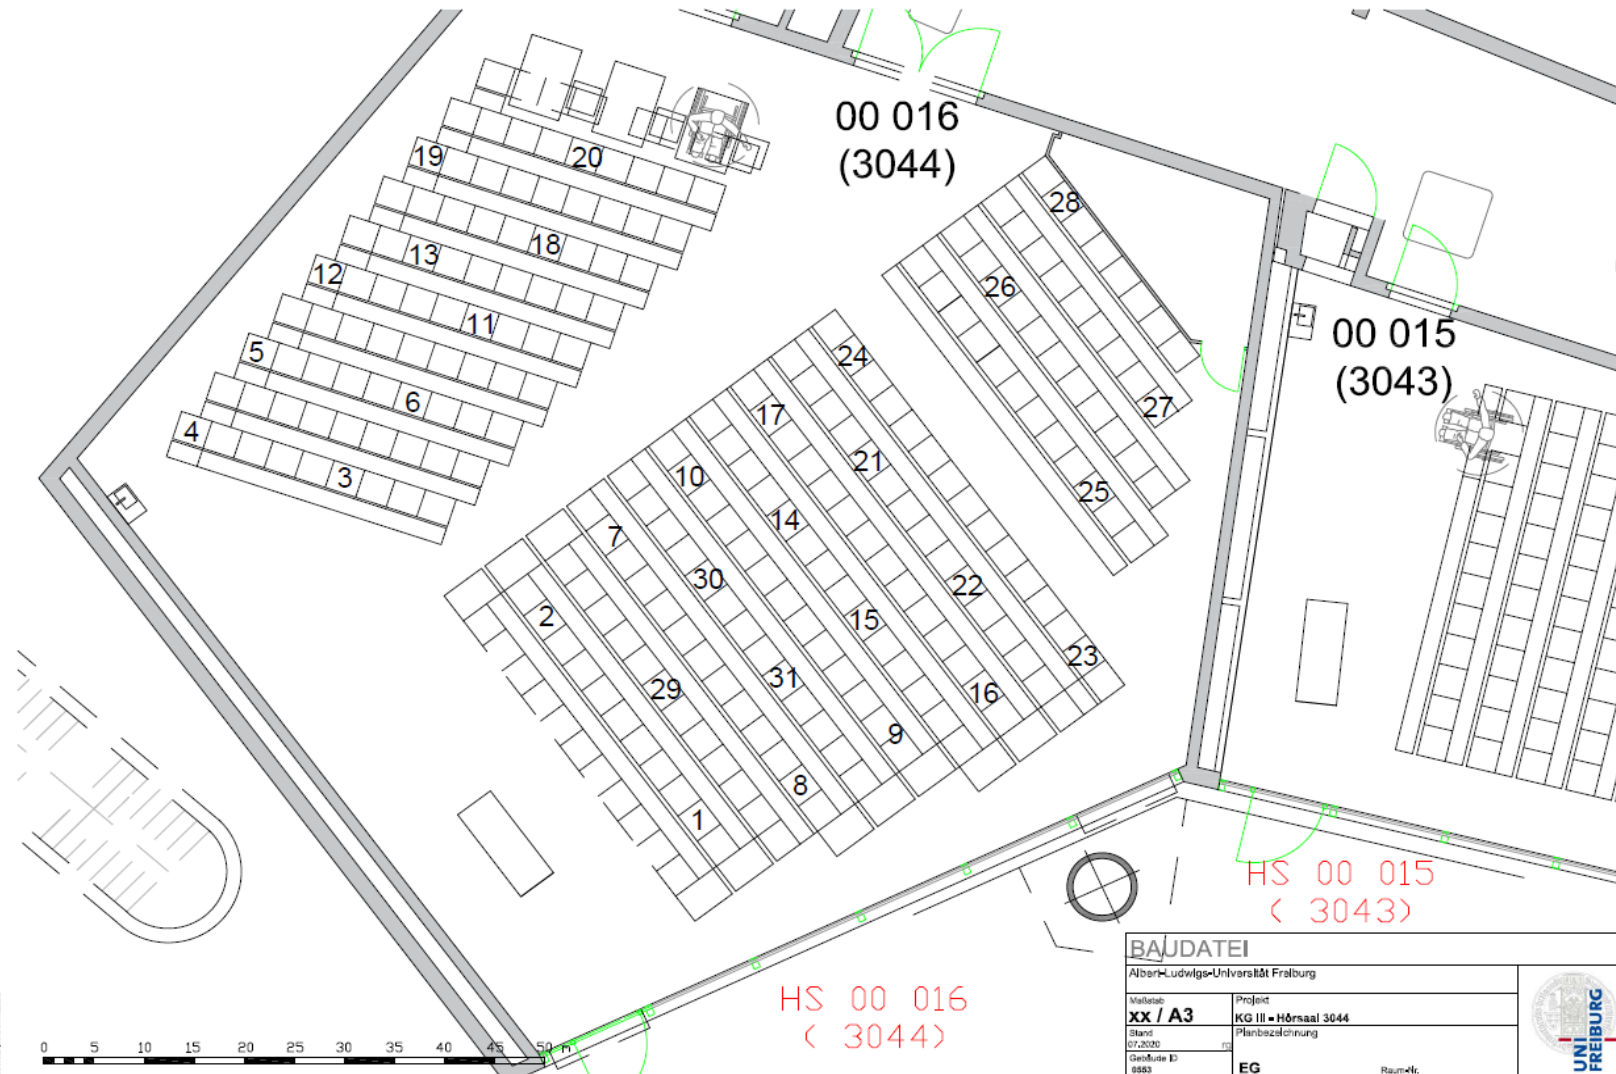 00 016
(3044)
28
20
19
18
13
12
11
26
00 015
(3043)
5
24
6
27
17
4
21
3
10
25
14
7
30
22
2
15
23
31
29
16
9
8
1
HS 00 015
( 3043)
HS 00 016
( 3044)
BAUDATEI
Albert-Ludwigs-Universität Freiburg
Maßstab
xx / A3
Projekt
KG III - Hörsaal 3044
Stand
07.2020
rg
Planbezeichnung
Gebäude ID
0553
EG
Raum-Nr.
UNI
FREIBURG
0 5 10 15 20 25 30 35 40 45 50 m